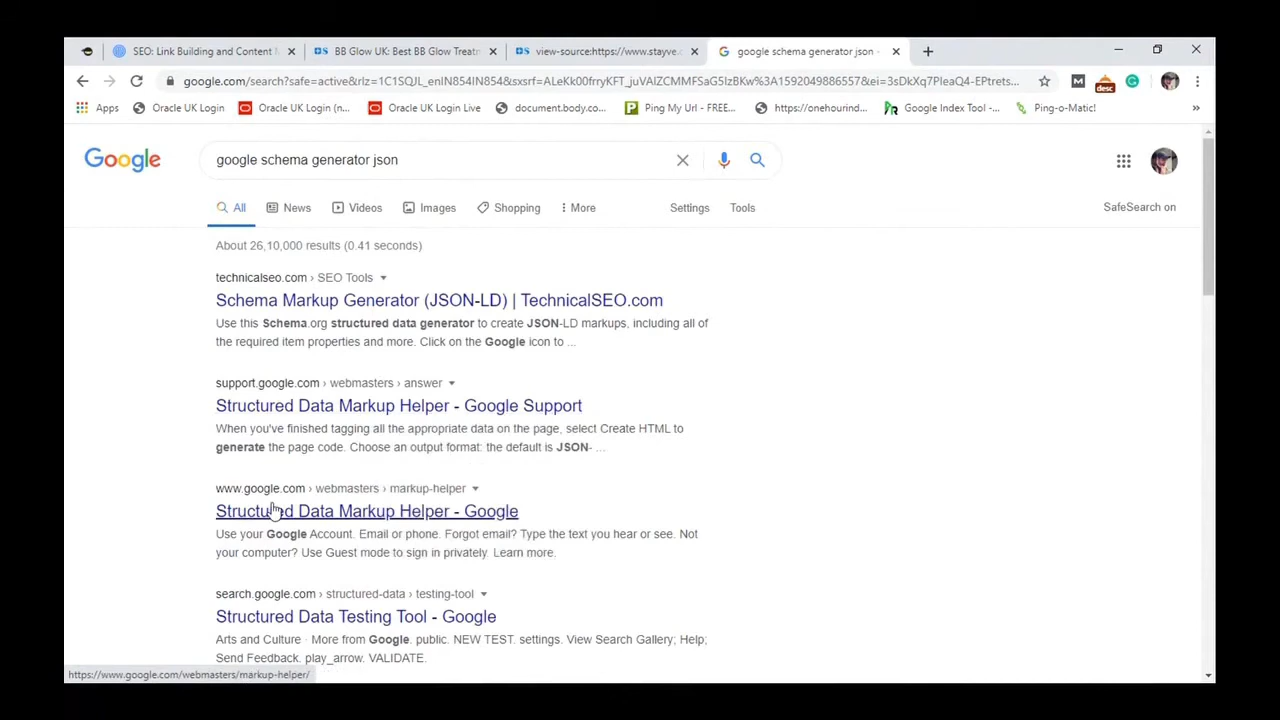 SEO: Link Building and Content M
BB Glow UK: Best BB Glow Treatm
view-source:https://www.stayve.c
google schema generator json -
google.com/search?safe=active&rlz=1C1SQJL_enIN854IN854&sxsrf=ALeKk00frryKFT_juVAlZCMMFSaG5lzBKw%3A1592049886557&ei=3sDkXq7PIeaQ4-EPtrets...
desc
Apps
Oracle UK Login
Oracle UK Login (n...
Oracle UK Login Live
document.body.co...
Ping My Url - FREE...
https://onehourind...
Google Index Tool -...
Ping-o-Matic!
»
Google
google schema generator json
All
News
Videos
Images
Shopping
More
Settings
Tools
SafeSearch on
About 26,10,000 results (0.41 seconds)
technicalseo.com › SEO Tools
Schema Markup Generator (JSON-LD) | TechnicalSEO.com
Use this Schema.org structured data generator to create JSON-LD markups, including all of
the required item properties and more. Click on the Google icon to ...
support.google.com › webmasters › answer
Structured Data Markup Helper - Google Support
When you've finished tagging all the appropriate data on the page, select Create HTML to
generate the page code. Choose an output format: the default is JSON- ...
www.google.com › webmasters › markup-helper
Structured Data Markup Helper - Google
Use your Google Account. Email or phone. Forgot email? Type the text you hear or see. Not
your computer? Use Guest mode to sign in privately. Learn more.
search.google.com › structured-data › testing-tool
Structured Data Testing Tool - Google
Arts and Culture · More from Google. public. NEW TEST. settings. View Search Gallery; Help;
Send Feedback. play_arrow. VALIDATE.
https://www.google.com/webmasters/markup-helper/